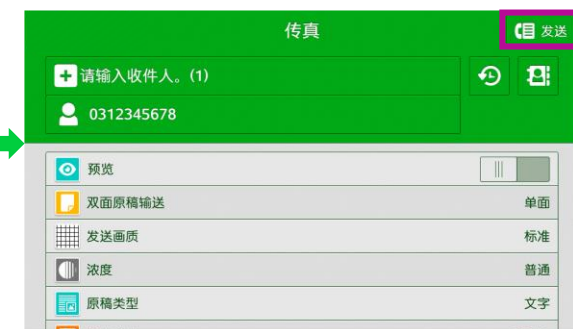 传真
发送
请输入收件人。(1)
0312345678
预览
双面原稿输送 单面
发送画质 标准
浓度 普通
原稿类型 文字